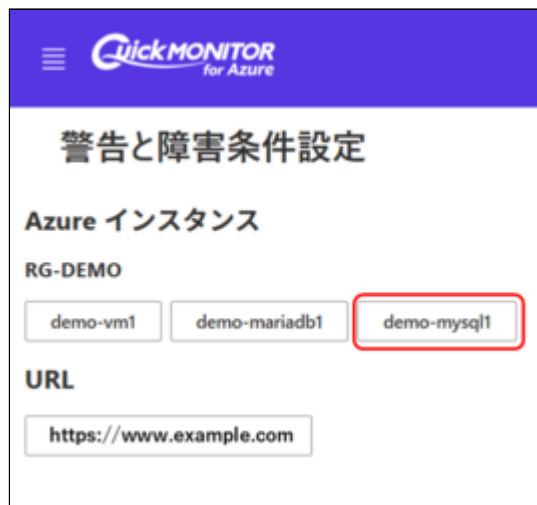 QuickMONITOR
for Azure
警告と障害条件設定
Azure インスタンス
RG-DEMO
demo-vm1 demo-mariadb1 demo-mysql1
URL
https://www.example.com